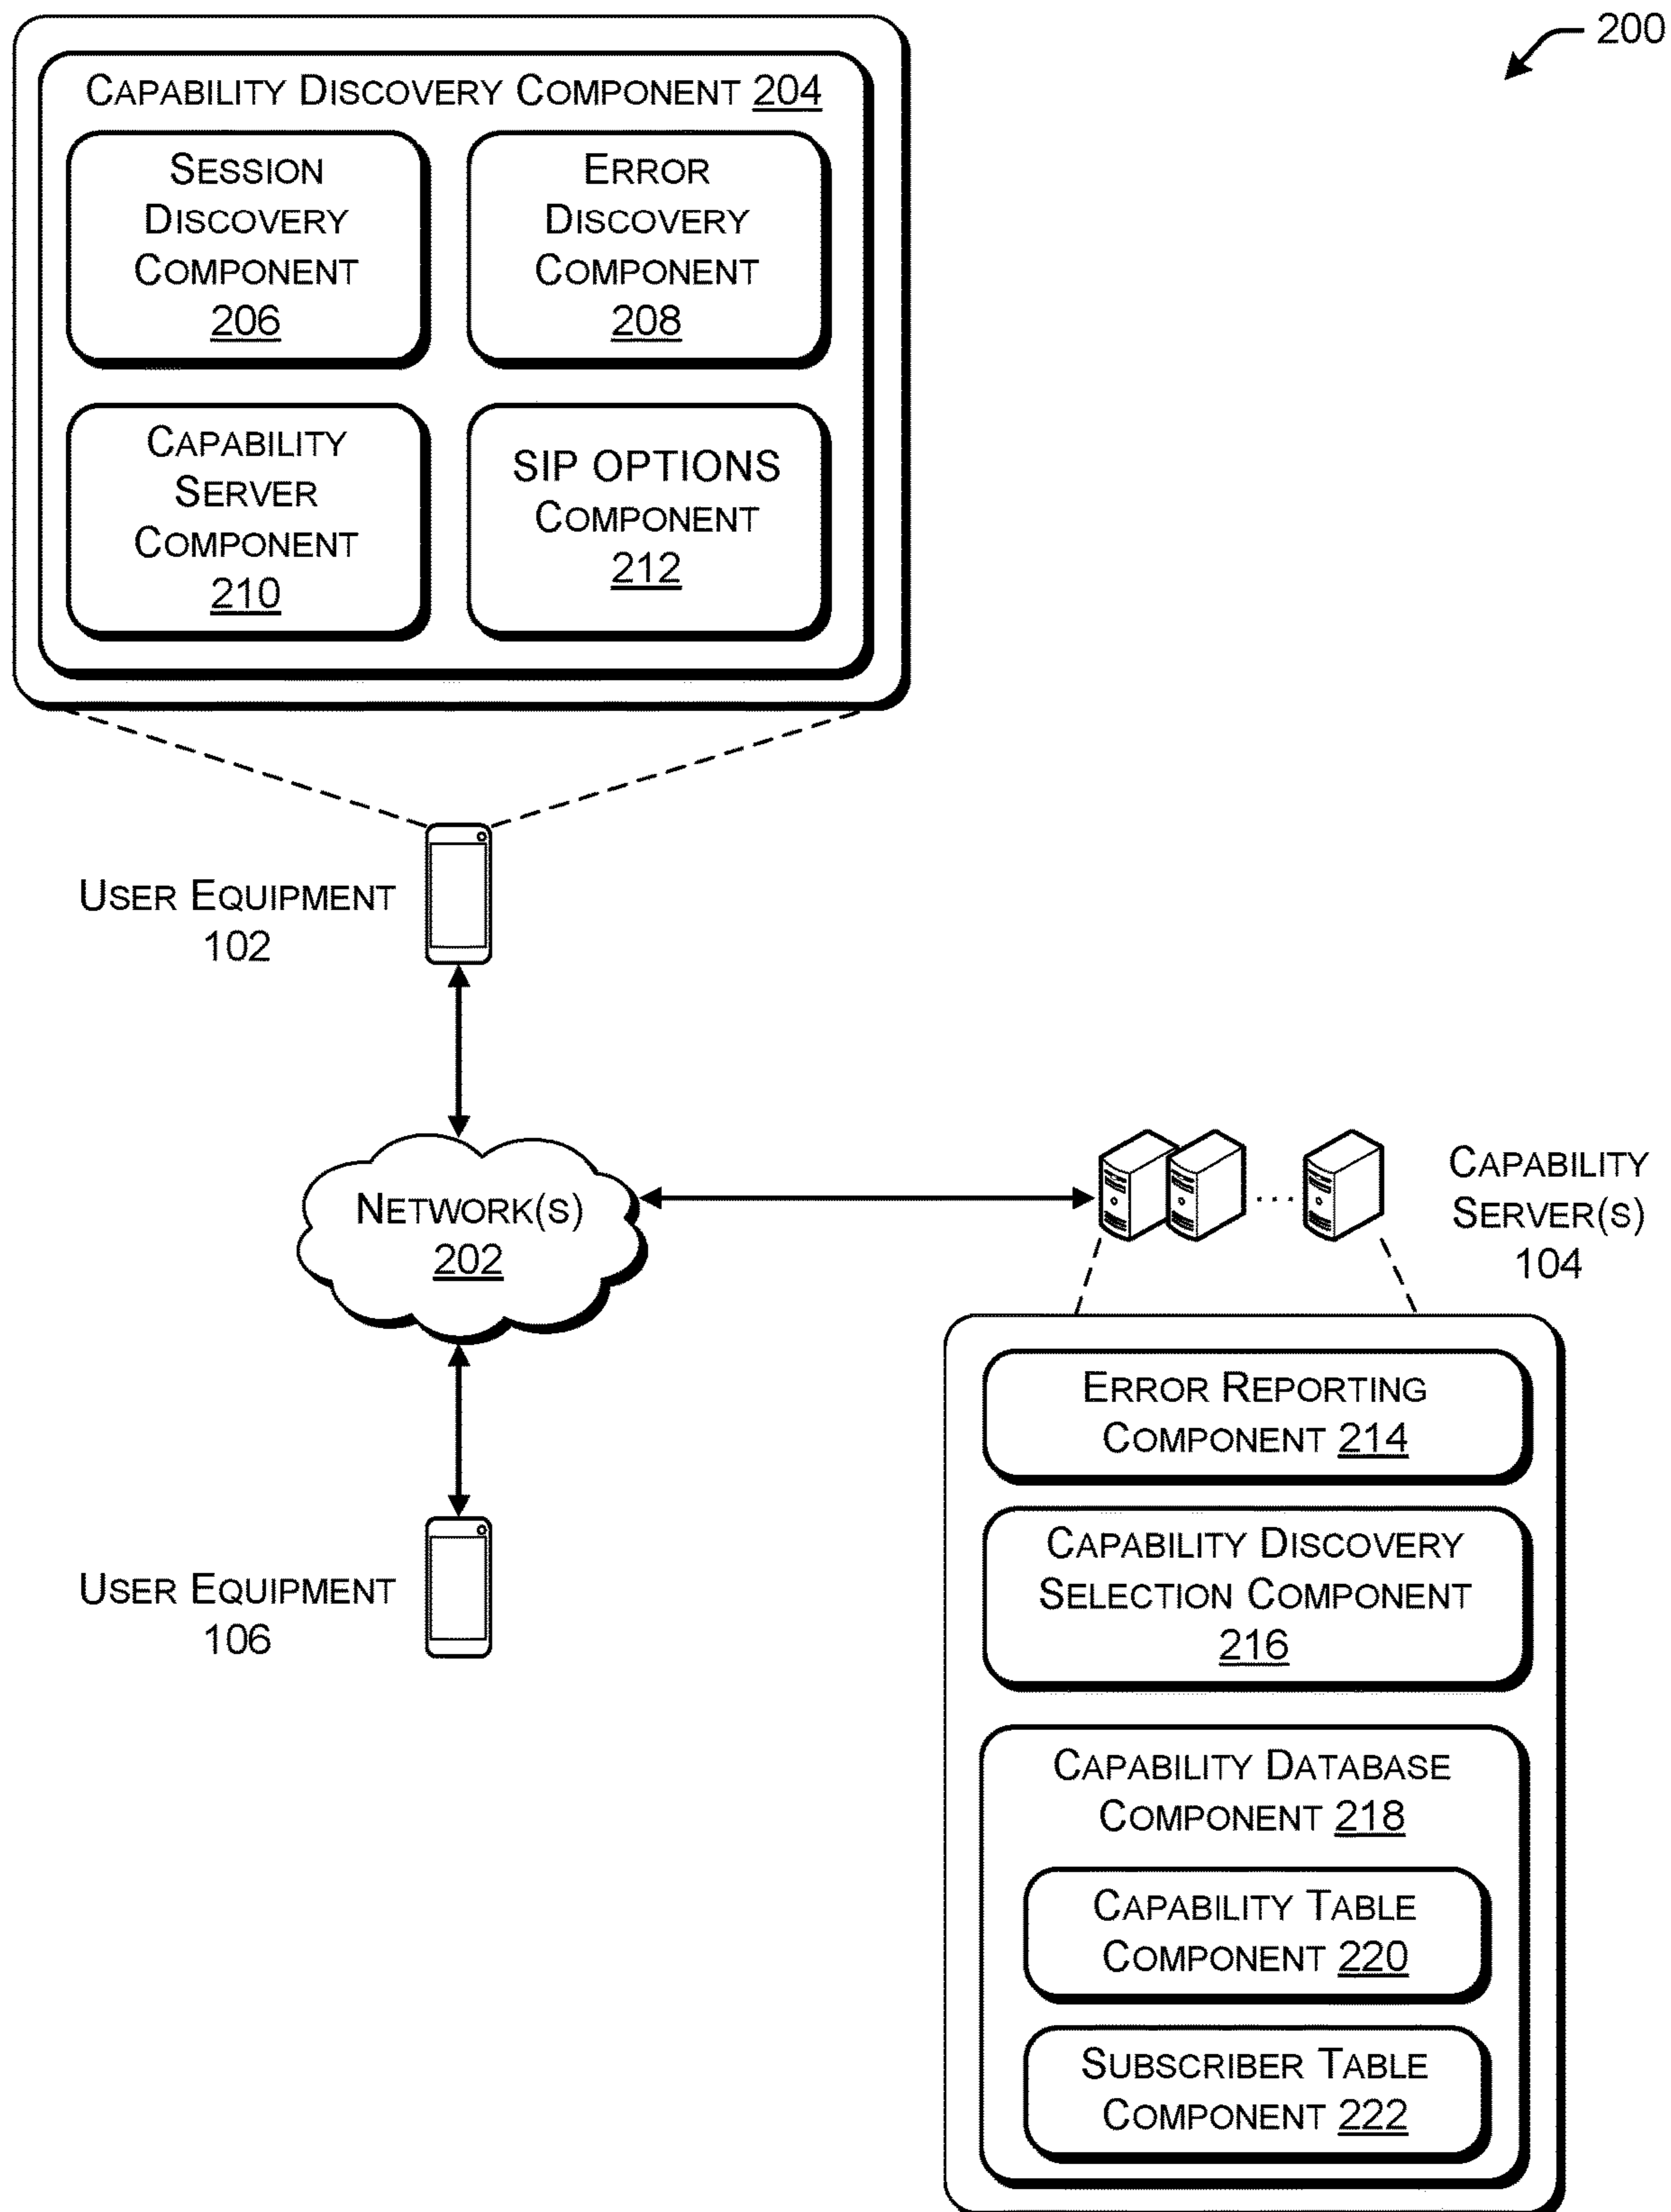 200
CAPABILITY DISCOVERY COMPONENT 204
SESSION
DISCOVERY
COMPONENT
206
ERROR
DISCOVERY
COMPONENT
208
CAPABILITY
SERVER
COMPONENT
210
SIP OPTIONS
COMPONENT
212
USER EQUIPMENT
102
NETWORK(S)
202
CAPABILITY
SERVER(S)
104
USER EQUIPMENT
106
ERROR REPORTING
COMPONENT 214
CAPABILITY DISCOVERY
SELECTION COMPONENT
216
CAPABILITY DATABASE
COMPONENT 218
CAPABILITY TABLE
COMPONENT 220
SUBSCRIBER TABLE
COMPONENT 222